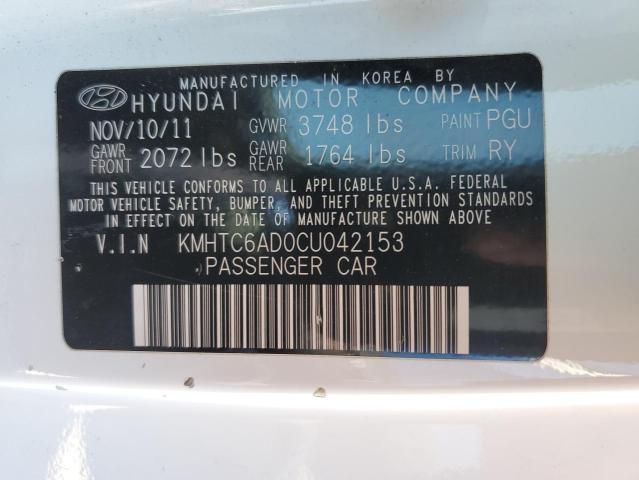 MANUFACTURED IN KOREA BY
HYUNDAI MOTOR COMPANY
NOV/10/11 GVWR 3748 lbs PAINT PGU
GAWR FRONT 2072 lbs GAWR REAR 1764 lbs TRIM RY
THIS VEHICLE CONFORMS TO ALL APPLICABLE U.S.A. FEDERAL
MOTOR VEHICLE SAFETY, BUMPER, AND THEFT PREVENTION STANDARDS
IN EFFECT ON THE DATE OF MANUFACTURE SHOWN ABOVE.
V.I.N KMHTC6AD0CU042153
PASSENGER CAR